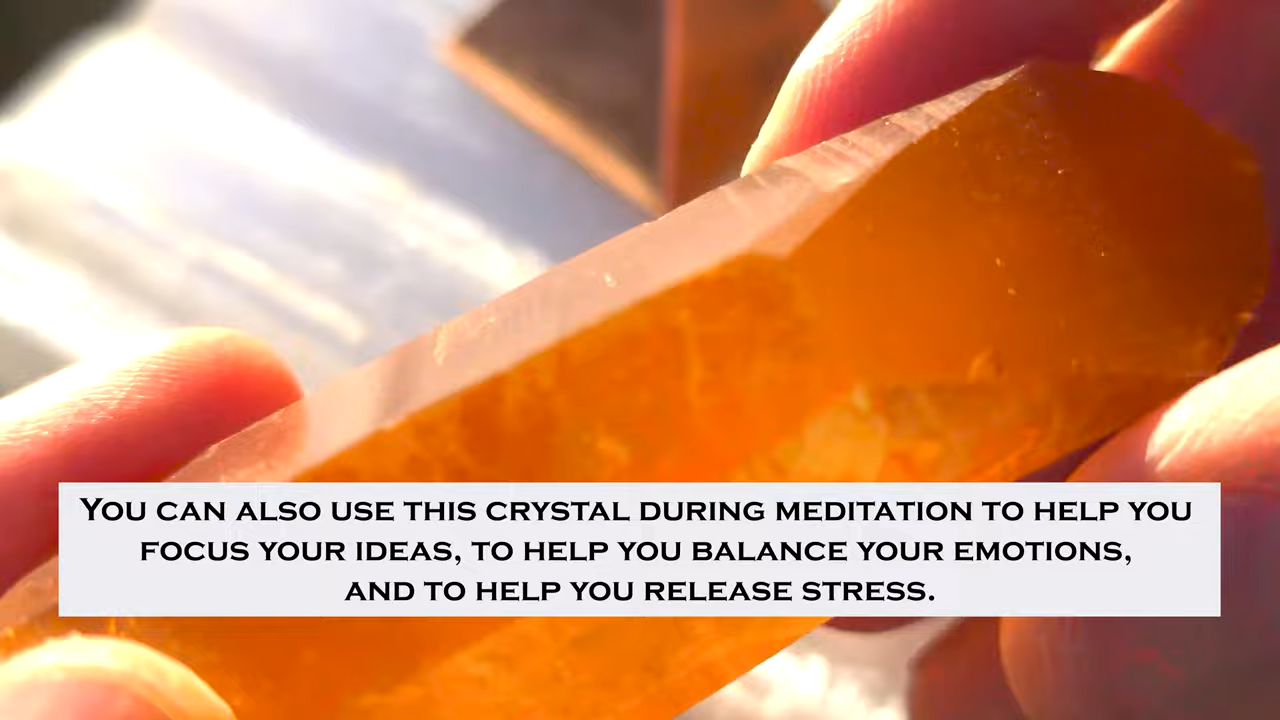 You can also use this crystal during meditation to help you
focus your ideas, to help you balance your emotions,
and to help you release stress.